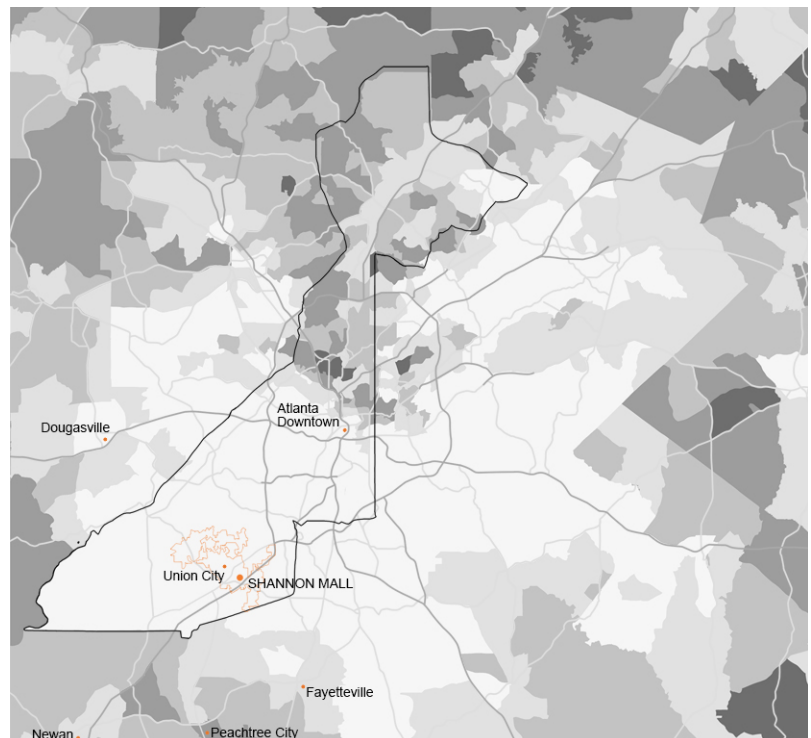 Atlanta
Downtown
Dougasville
Union City
SHANNON MALL
Fayetteville
Newan
Peachtree City